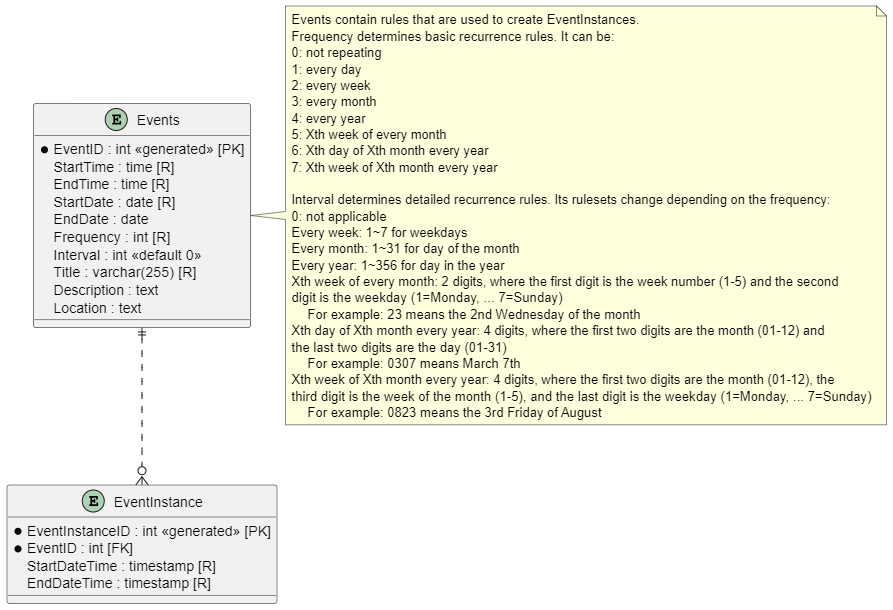 Events contain rules that are used to create EventInstances.
Frequency determines basic recurrence rules. It can be:
0: not repeating
1: every day
2: every week
3: every month
4: every year
5: Xth week of every month
6: Xth day of Xth month every year
7: Xth week of Xth month every year
Interval determines detailed recurrence rules. Its rulesets change depending on the frequency:
0: not applicable
Every week: 1~7 for weekdays
Every month: 1~31 for day of the month
Every year: 1~356 for day in the year
Xth week of every month: 2 digits, where the first digit is the week number (1-5) and the second
digit is the weekday (1=Monday, ... 7=Sunday)
For example: 23 means the 2nd Wednesday of the month
Xth day of Xth month every year: 4 digits, where the first two digits are the month (01-12) and
the last two digits are the day (01-31)
For example: 0307 means March 7th
Xth week of Xth month every year: 4 digits, where the first two digits are the month (01-12), the
third digit is the week of the month (1-5), and the last digit is the weekday (1=Monday, ... 7=Sunday)
For example: 0823 means the 3rd Friday of August
E Events
EventID : int «generated» [PK]
StartTime : time [R]
EndTime : time [R]
StartDate : date [R]
EndDate : date
Frequency : int [R]
Interval : int «default 0»
Title : varchar(255) [R]
Description : text
Location : text
E EventInstance
EventInstanceID : int «generated» [PK]
EventID : int [FK]
StartDateTime : timestamp [R]
EndDateTime : timestamp [R]